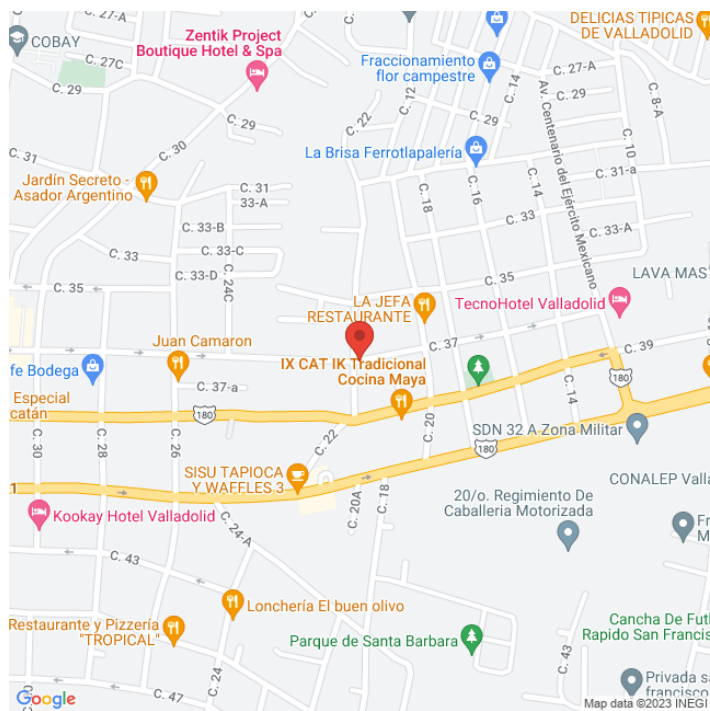 Zentik Project
Boutique Hotel & Spa
DELICIAS TIPICAS
DE VALLADOLID
COBAY
C. 27C
Fraccionamiento
flor campestre
C. 14
C. 27-A
C. 8-A
C. 29
C. 12
C. 22
C. 29
C. 29
Av. Centenario del Ejército Mexicano
C. 10
C. 30
La Brisa Ferrotlapalería
C. 31
C. 16
C. 14
C. 31-a
Jardín Secreto -
Asador Argentino
C. 31
33-A
C. 18
C. 33
C. 33-B
C. 33-A
C. 33
C. 33-C
C. 33-D
C. 24C
C. 35
C. 35
LAVA MAS
LA JEFA
RESTAURANTE
TecnoHotel Valladolid
Juan Camaron
C. 37
C. 39
IX CAT IK Tradicional
Cocina Maya
fe Bodega
C. 37-a
180
C. 14
Especial
catán
180
C. 20
C. 22
SDN 32 A Zona Militar
180
C. 30
C. 28
C. 26
SISU TAPIOCA
Y WAFFLES 3
CONALEP Valla
1
20/o. Regimiento De
Caballeria Motorizada
C. 20A
C. 18
Kookay Hotel Valladolid
C. 24-A
Fr
M
C. 43
Lonchería El buen olivo
Restaurante y Pizzería
"TROPICAL"
Cancha De Fut
Rapido San Francis
Parque de Santa Barbara
C. 43
C. 24
C. 47
Privada sa
francisco
Google
Map data ©2023 INEGI